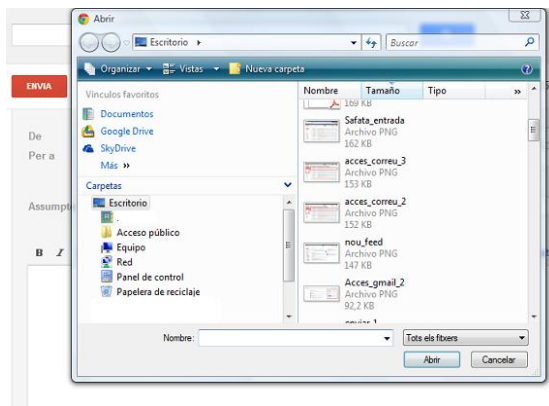 Abrir
Escritorio
Buscar
Organizar Vistas Nueva carpeta
ENVIA
Vínculos favoritos
Documentos
Google Drive
SkyDrive
Más »
De
Per a
Assumpte
B I
Carpetas
Escritorio
.
Acceso público
Equipo
Red
Panel de control
Papelera de reciclaje
Nombre Tamaño Tipo »
169 KB
Safata_entrada
Archivo PNG
162 KB
acces_correu_3
Archivo PNG
153 KB
acces_correu_2
Archivo PNG
152 KB
nou_feed
Archivo PNG
147 KB
Acces_gmail_2
Archivo PNG
92,2 KB
Nombre:
Tots els fitxers
Abrir Cancelar